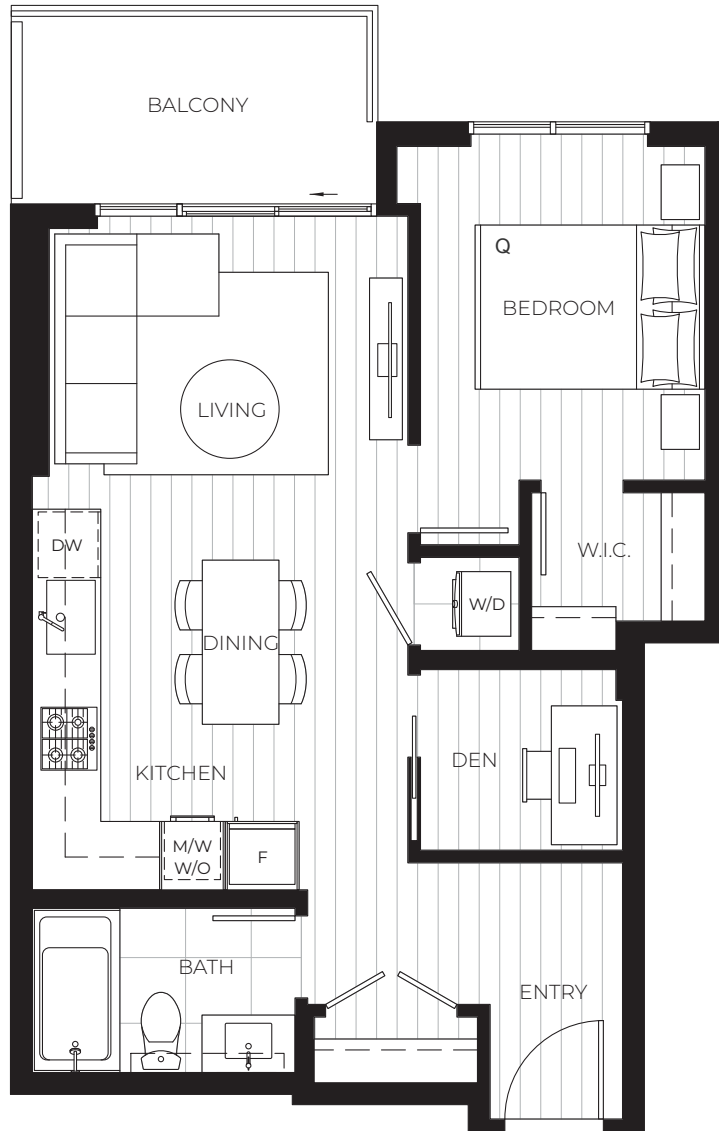 BALCONY
Q
BEDROOM
LIVING
DW
W.I.C.
W/D
DINING
DEN
KITCHEN
M/W
W/O
F
BATH
ENTRY